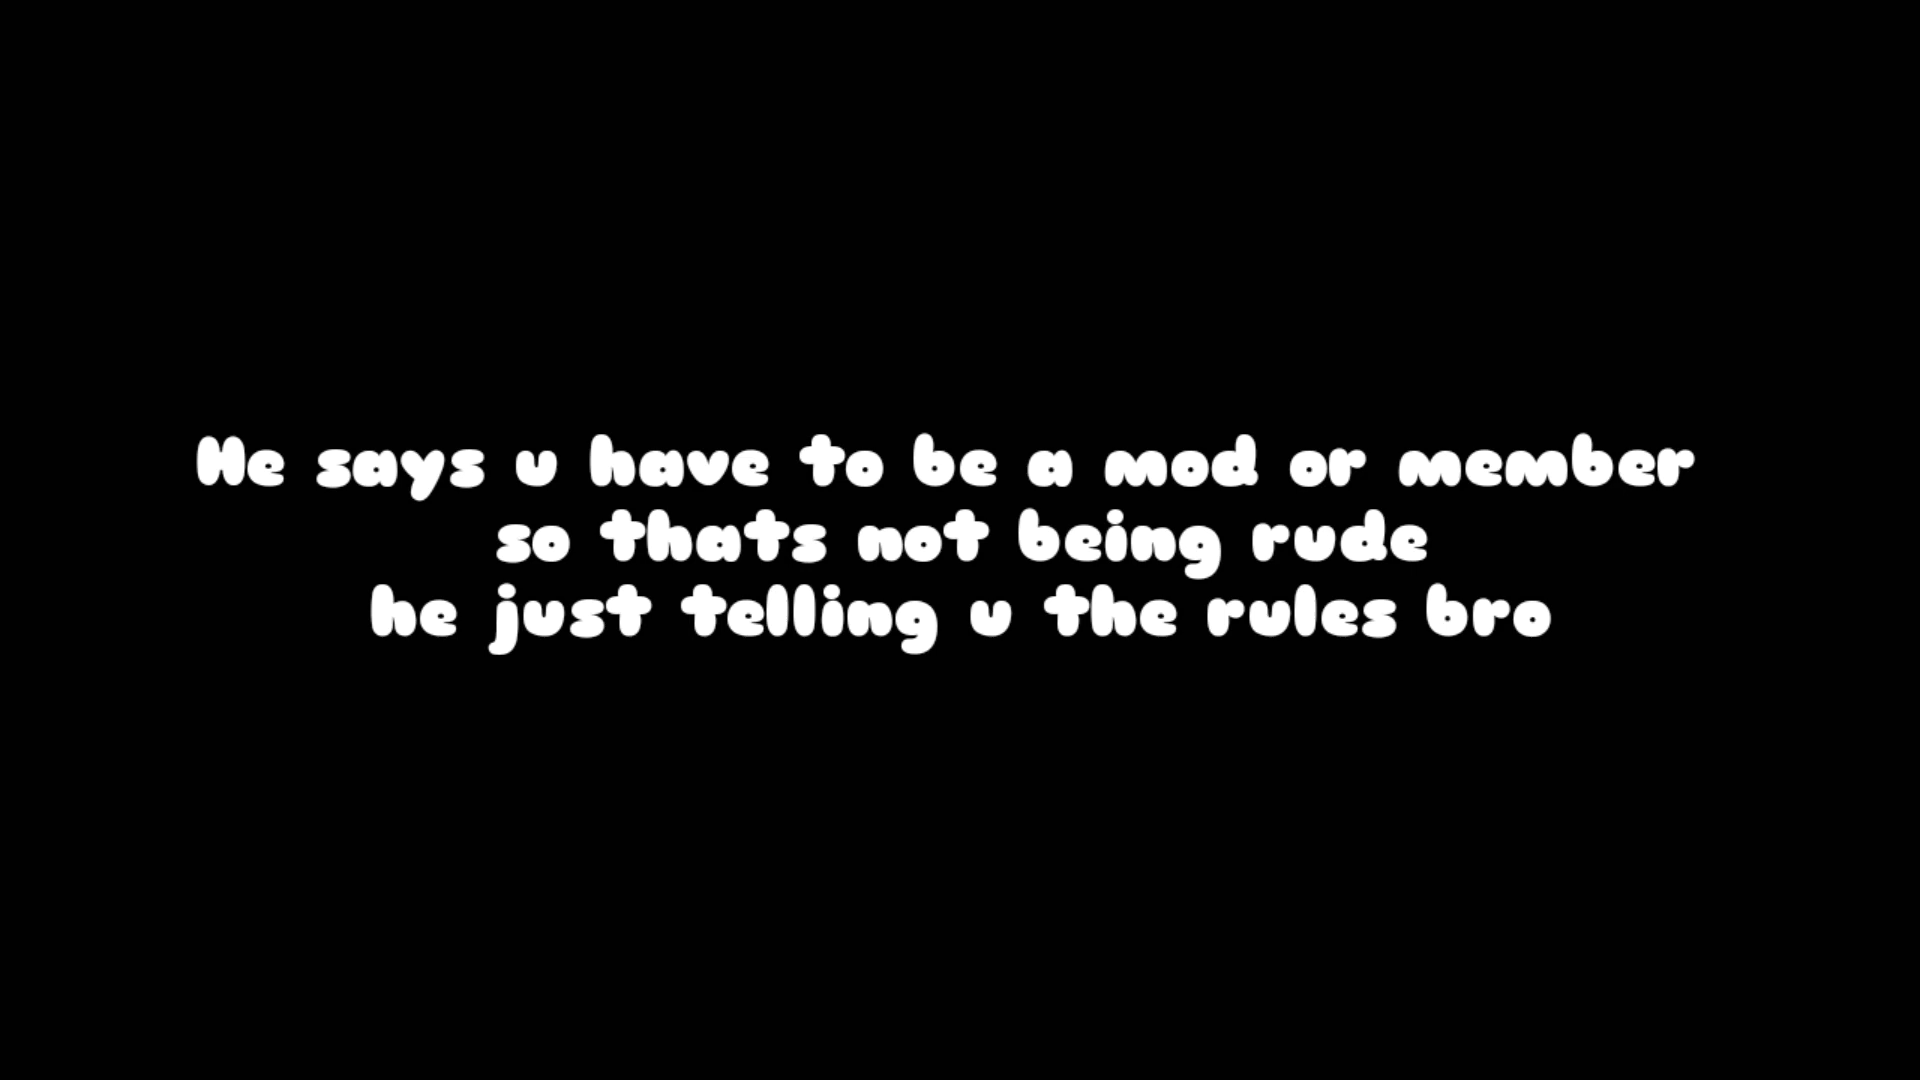 He says u have to be a mod or member
so thats not being rude
he just telling u the rules bro